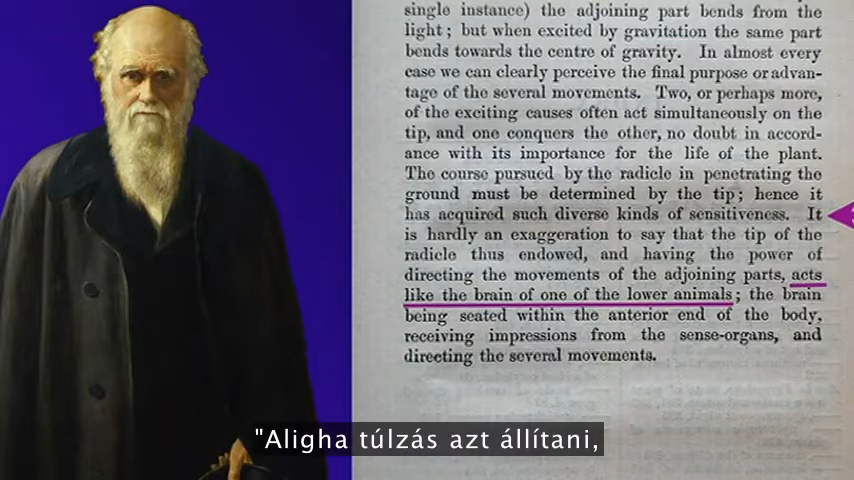 single instance) the adjoining part bends from the
light; but when excited by gravitation the same part
bends towards the centre of gravity. In almost every
case we can clearly perceive the final purpose or advan-
tage of the several movements. Two, or perhaps more,
of the exciting causes often act simultaneously on the
tip, and one conquers the other, no doubt in accord-
ance with its importance for the life of the plant.
The course pursued by the radicle in penetrating the
ground must be determined by the tip; hence it
has acquired such diverse kinds of sensitiveness. It
is hardly an exaggeration to say that the tip of the
radicle thus endowed, and having the power of
directing the movements of the adjoining parts, acts
like the brain of one of the lower animals; the brain
being seated within the anterior end of the body,
receiving impressions from the sense-organs, and
directing the several movements.
"Aligha túlzás azt állítani,